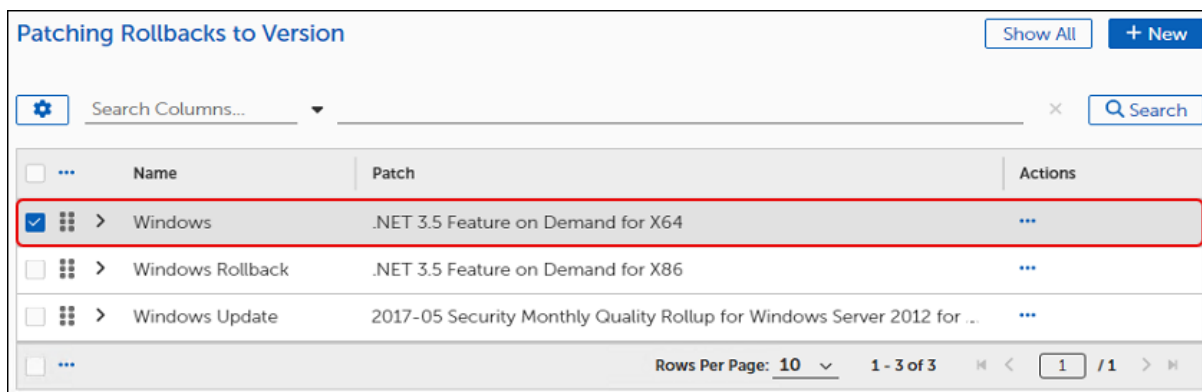 Patching Rollbacks to Version Show All + New
Search Columns... Search
Name Patch Actions
Windows .NET 3.5 Feature on Demand for X64
Windows Rollback .NET 3.5 Feature on Demand for X86
Windows Update 2017-05 Security Monthly Quality Rollup for Windows Server 2012 for ...
Rows Per Page: 10 1 - 3 of 3 1 / 1